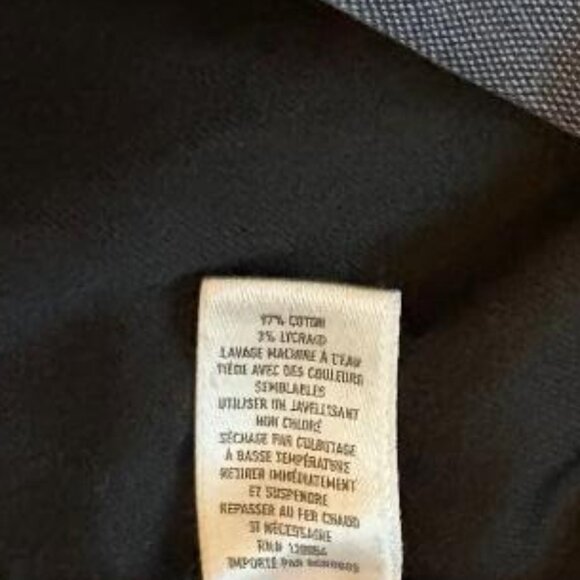 97% COTON
3% LYCRA®
LAVAGE MACHINE À L'EAU
TIÈDE AVEC DES COULEURS
SEMBLABLES
UTILISER UN JAVELLISANT
NON CHLORÉ
SÉCHAGE PAR CULBUTAGE
À BASSE TEMPÉRATURE
RETIRER IMMÉDIATEMENT
ET SUSPENDRE
REPASSER AU FER CHAUD
SI NÉCESSAIRE
RN#
IMPORTÉ PAR